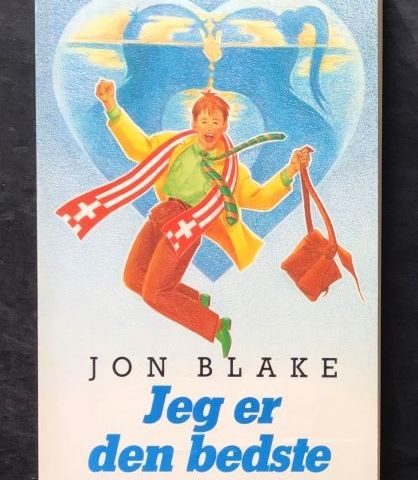 JON BLAKE
Jeg er
den bedste